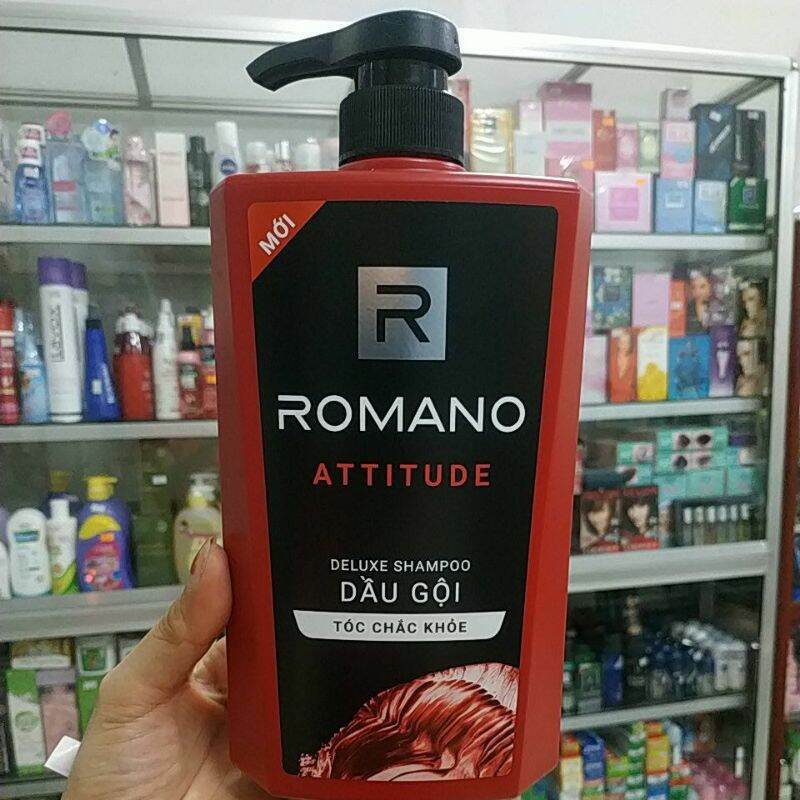 MỚI
R
ROMANO
ATTITUDE
DELUXE SHAMPOO
DẦU GỘI
TÓC CHẮC KHỎE